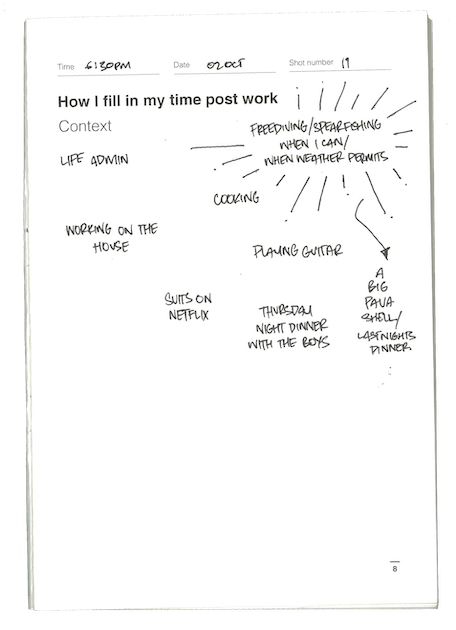 Time 6:30PM Date 02 OCT Shot number 19
How I fill in my time post work
Context
FREEDIVING/SPEARFISHING
WHEN I CAN/
WHEN WEATHER PERMITS
LIFE ADMIN
COOKING
WORKING ON THE
HOUSE
PLAYING GUITAR
A
BIG
PAUA
SHELL/
LAST NIGHTS
DINNER
SUITS ON
NETFLIX
THURSDAY
NIGHT DINNER
WITH THE BOYS
8